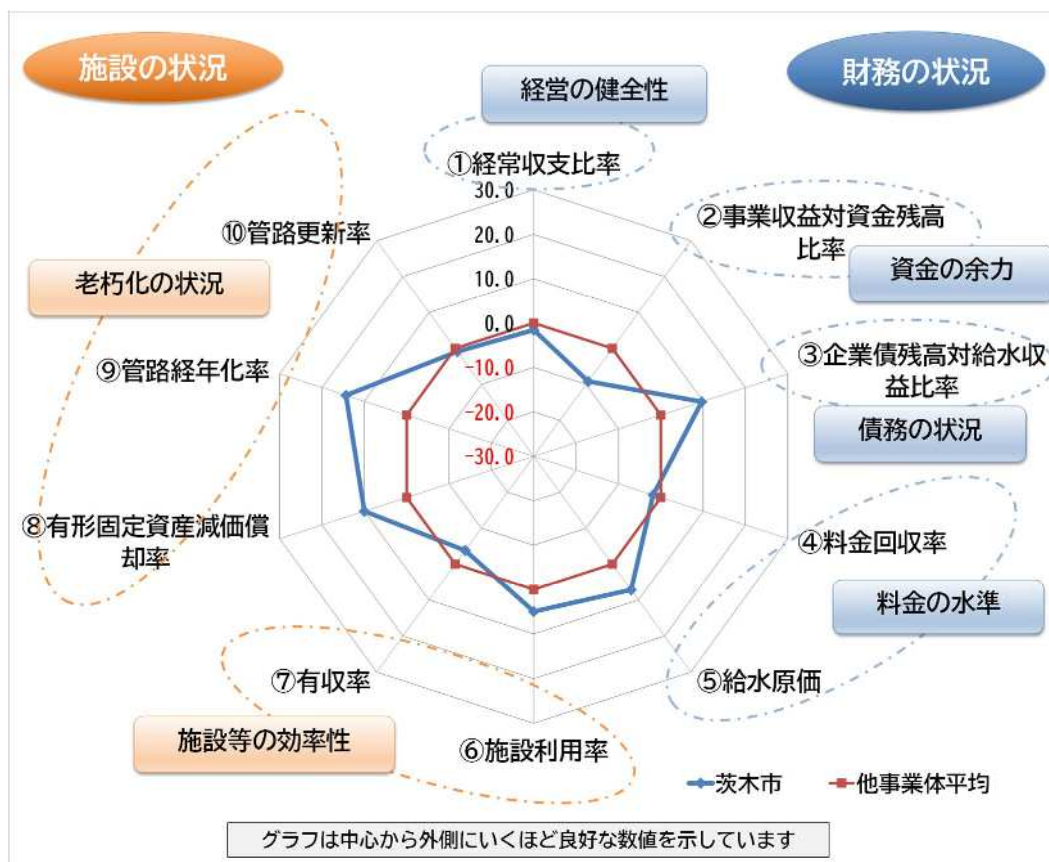 施設の状況
財務の状況
経営の健全性
①経常収支比率
②事業収益対資金残高
比率
資金の余力
③企業債残高対給水収
益比率
債務の状況
④料金回収率
料金の水準
⑤給水原価
⑥施設利用率
⑦有収率
施設等の効率性
⑧有形固定資産減価償
却率
⑨管路経年化率
老朽化の状況
⑩管路更新率
30.0
20.0
10.0
0.0
-10.0
-20.0
-30.0
茨木市
他事業体平均
グラフは中心から外側にいくほど良好な数値を示しています